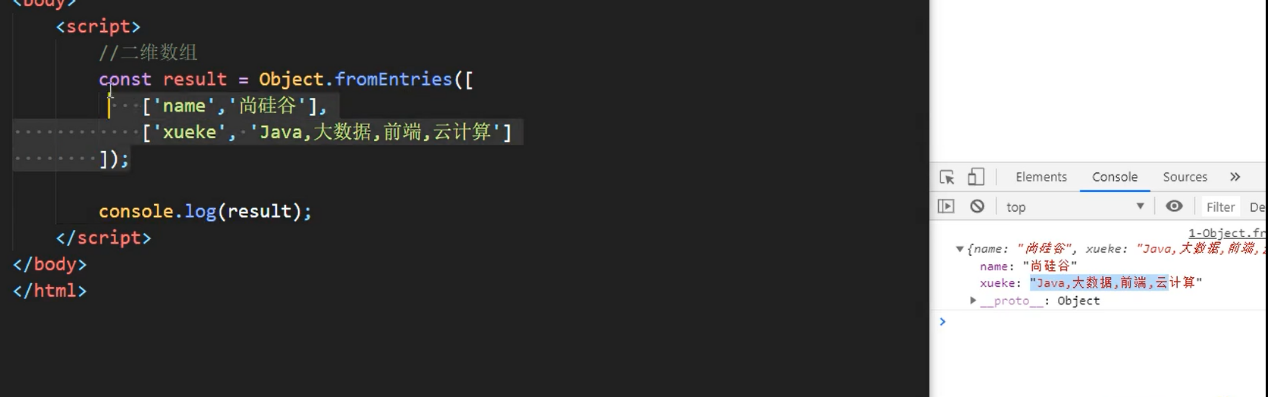 <body>
<script>
//二维数组
const result = Object.fromEntries([
['name','尚硅谷'],
['xueke', 'Java,大数据,前端,云计算']
]);
console.log(result);
</script>
</body>
</html>
Elements Console Sources »
top Filter De
1-Object.fr
{name: "尚硅谷", xueke: "Java,大数据,前端,
name: "尚硅谷"
xueke: "Java,大数据,前端,云计算"
__proto__: Object